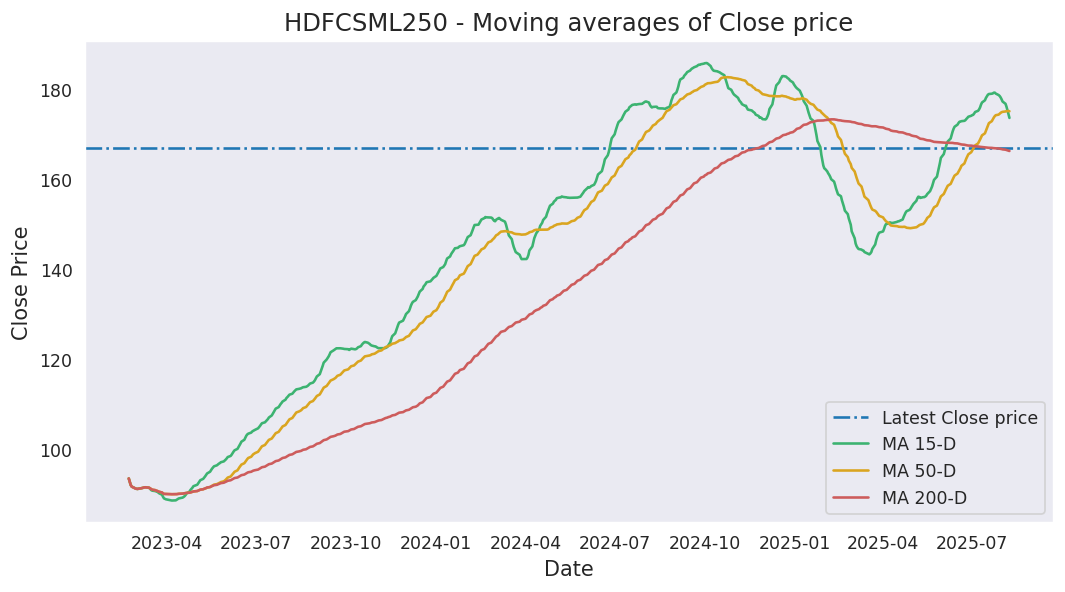 HDFCSML250 - Moving averages of Close price
Close Price
180
160
140
120
100
Latest Close price
MA 15-D
MA 50-D
MA 200-D
2023-04 2023-07 2023-10 2024-01 2024-04 2024-07 2024-10 2025-01 2025-04 2025-07
Date